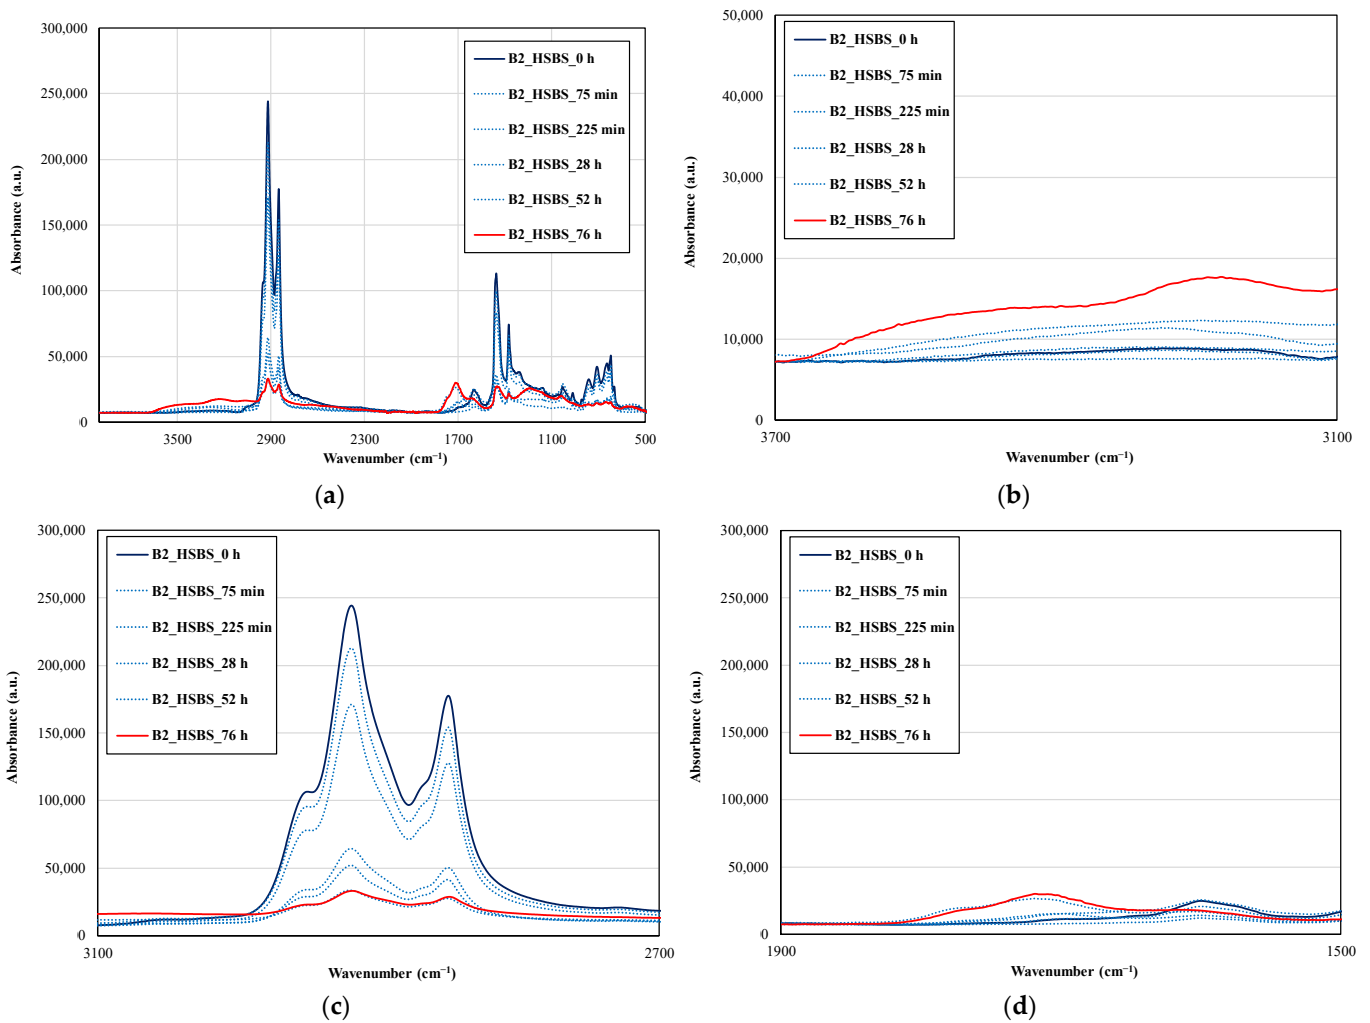 300,000
250,000
200,000
150,000
100,000
50,000
0
Absorbance (a.u.)
3500
2900
2300
1700
1100
500
Wavenumber (cm⁻¹)
B2_HSBS_0 h
B2_HSBS_75 min
B2_HSBS_225 min
B2_HSBS_28 h
B2_HSBS_52 h
B2_HSBS_76 h
(a)
50,000
40,000
30,000
20,000
10,000
0
Absorbance (a.u.)
3700
3100
Wavenumber (cm⁻¹)
B2_HSBS_0 h
B2_HSBS_75 min
B2_HSBS_225 min
B2_HSBS_28 h
B2_HSBS_52 h
B2_HSBS_76 h
(b)
300,000
250,000
200,000
150,000
100,000
50,000
0
Absorbance (a.u.)
3100
2700
Wavenumber (cm⁻¹)
B2_HSBS_0 h
B2_HSBS_75 min
B2_HSBS_225 min
B2_HSBS_28 h
B2_HSBS_52 h
B2_HSBS_76 h
(c)
300,000
250,000
200,000
150,000
100,000
50,000
0
Absorbance (a.u.)
1900
1500
Wavenumber (cm⁻¹)
B2_HSBS_0 h
B2_HSBS_75 min
B2_HSBS_225 min
B2_HSBS_28 h
B2_HSBS_52 h
B2_HSBS_76 h
(d)